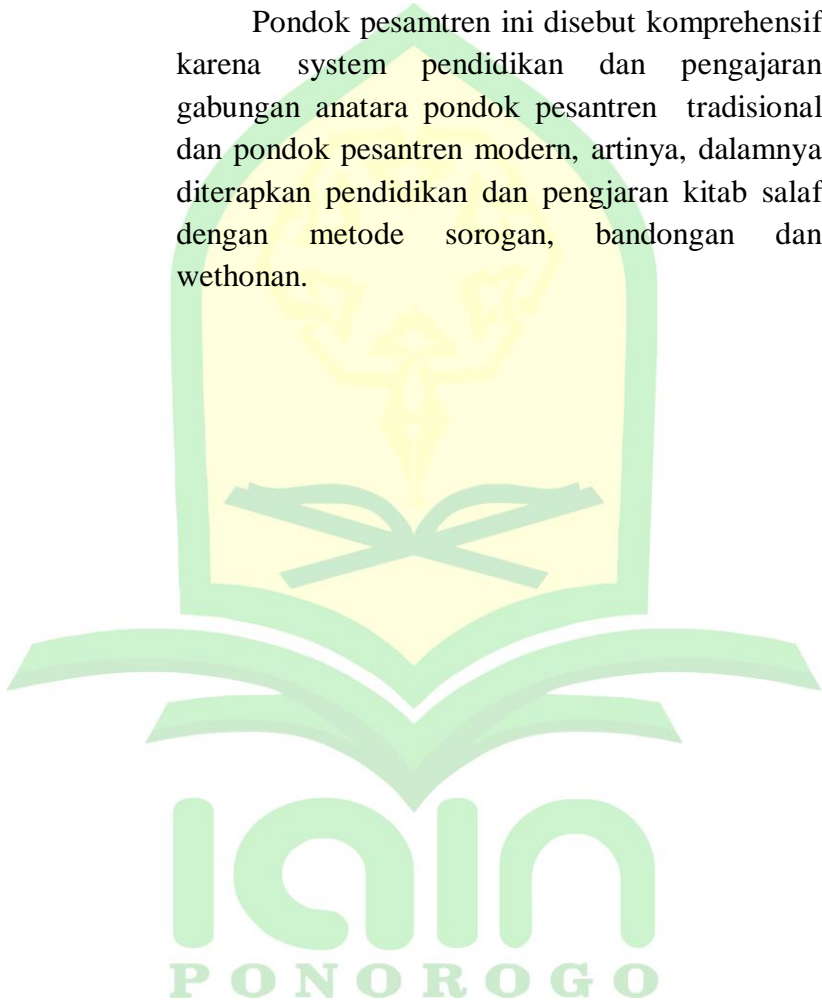 Pondok pesamtren ini disebut komprehensif
karena system pendidikan dan pengajaran
gabungan anatara pondok pesantren tradisional
dan pondok pesantren modern, artinya, dalamnya
diterapkan pendidikan dan pengjaran kitab salaf
dengan metode sorogan, bandongan dan
wethonan.
iain
PONOROGO